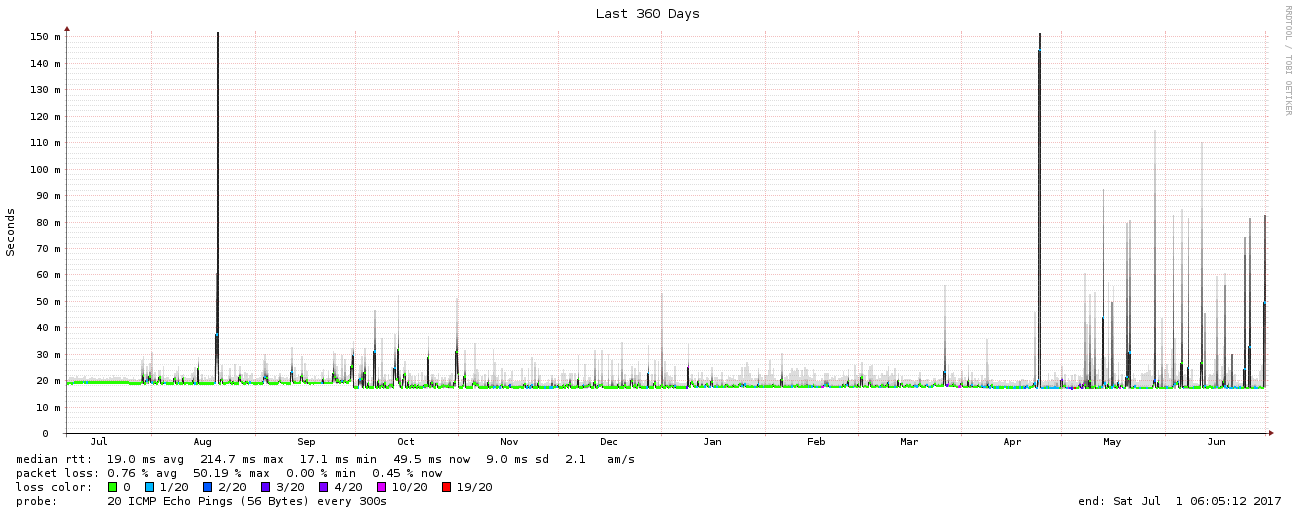 Last 360 Days
RRDTOOL / TOBI OETIKER
Seconds
150 m
140 m
130 m
120 m
110 m
100 m
90 m
80 m
70 m
60 m
50 m
40 m
30 m
20 m
10 m
0
Jul Aug Sep Oct Nov Dec Jan Feb Mar Apr May Jun
median rtt: 19.0 ms avg 214.7 ms max 17.1 ms min 49.5 ms now 9.0 ms sd 2.1 am/s
packet loss: 0.76 % avg 50.19 % max 0.00 % min 0.45 % now
loss color: 0 1/20 2/20 3/20 4/20 10/20 19/20
probe: 20 ICMP Echo Pings (56 Bytes) every 300s end: Sat Jul 1 06:05:12 2017